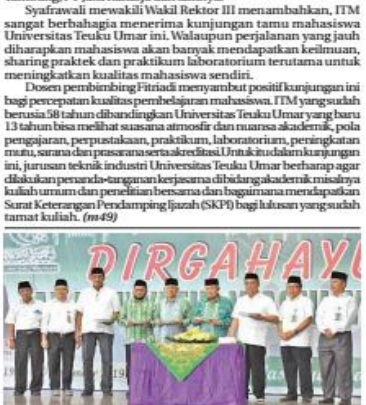 Syafrawali mewakili Wakil Rektor III menambahkan, ITM
sangat berbahagia menerima kunjungan tamu mahasiswa
Universitas Teuku Umar ini. Walaupun perjalanan yang jauh
diharapkan mahasiswa akan banyak mendapatkan keilmuan,
sharing praktek dan praktikum laboratorium terutama untuk
meningkatkan kualitas mahasiswa sendiri.
Dosen pembimbing Fitriadi menyambut positif kunjungan ini
bagi percepatan kualitas pembelajaran mahasiswa. ITM yang sudah
berusia 58 tahun dibandingkan Universitas Teuku Umar yang baru
13 tahun bisa melihat suasana atmosfir dan nuansa akademik, pola
pengajaran, perpustakaan, praktikum, laboratorium, peningkatan
mutu, sarana dan prasarana serta akreditasi. Untuk itu dalam kunjungan
ini, jurusan teknik industri Universitas Teuku Umar berharap agar
dilakukan penanda-tanganan kerjasama dibidang akademik misalnya
kuliah umum dan penelitian bersama dan bagaimana mendapatkan
Surat Keterangan Pendamping Ijazah (SKPI) bagi lulusan yang sudah
tamat kuliah. (m49)
DIRGAHAYU